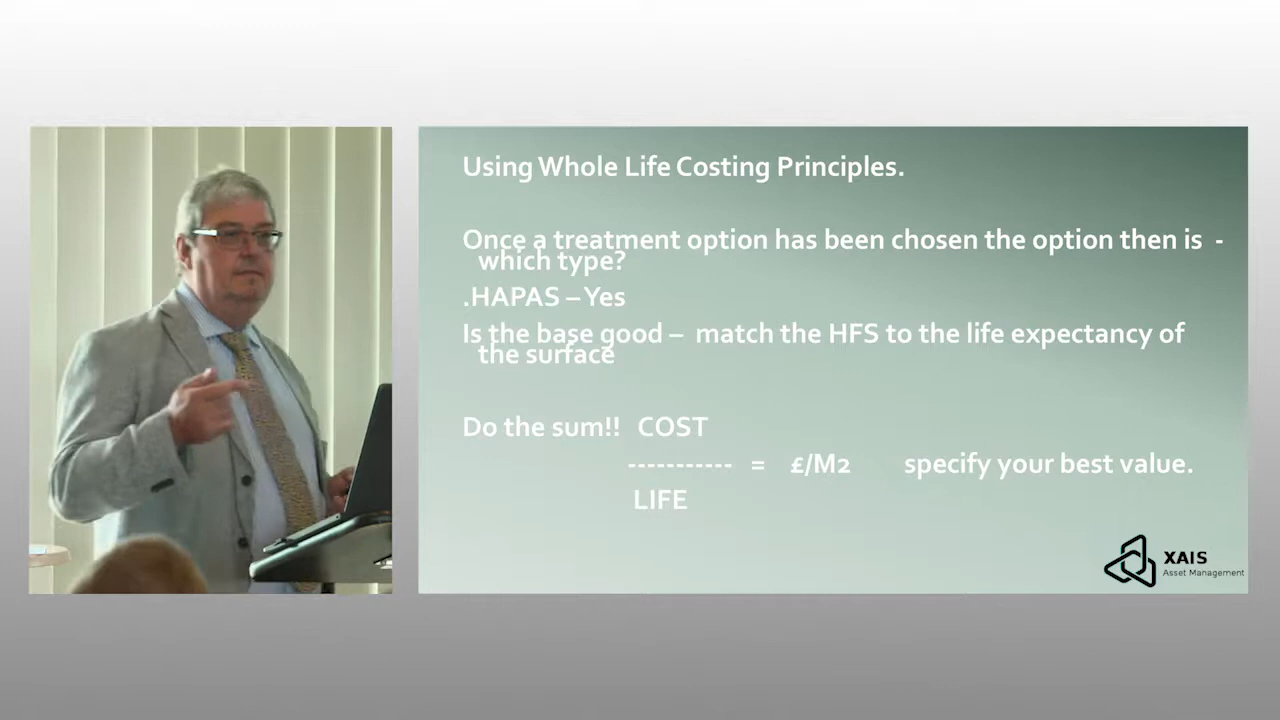 Using Whole Life Costing Principles.
Once a treatment option has been chosen the option then is -
which type?
.HAPAS – Yes
Is the base good – match the HFS to the life expectancy of
the surface
Do the sum!! COST
----------- = £/M2 specify your best value.
LIFE
XAIS
Asset Management